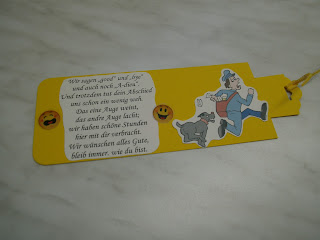 Wir sagen „good“ und „bye“
und auch noch „A-dieu“.
Und trotzdem tut dein Abschied
uns schon ein wenig weh.
Das eine Auge weint,
das andre Auge lacht;
wir haben schöne Stunden
hier mit dir verbracht.
Wir wünschen alles Gute,
bleib immer, wie du bist.